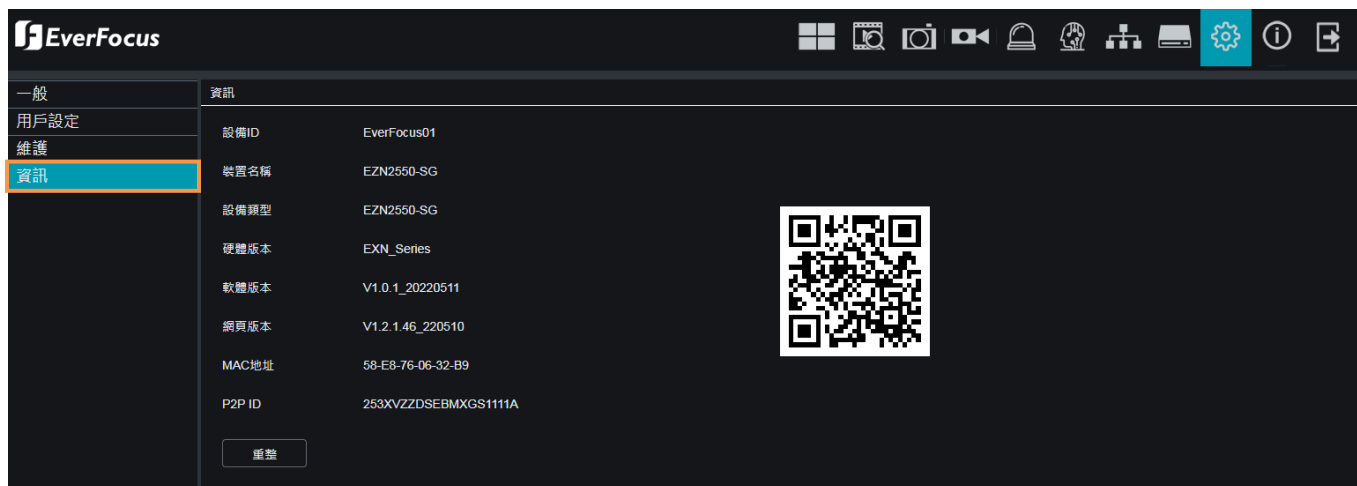 EverFocus
一般
用戶設定
維護
資訊
資訊
設備ID EverFocus01
裝置名稱 EZN2550-SG
設備類型 EZN2550-SG
硬體版本 EXN_Series
軟體版本 V1.0.1_20220511
網頁版本 V1.2.1.46_220510
MAC地址 58-E8-76-06-32-B9
P2P ID 253XVZZDSEBMXGS1111A
重整